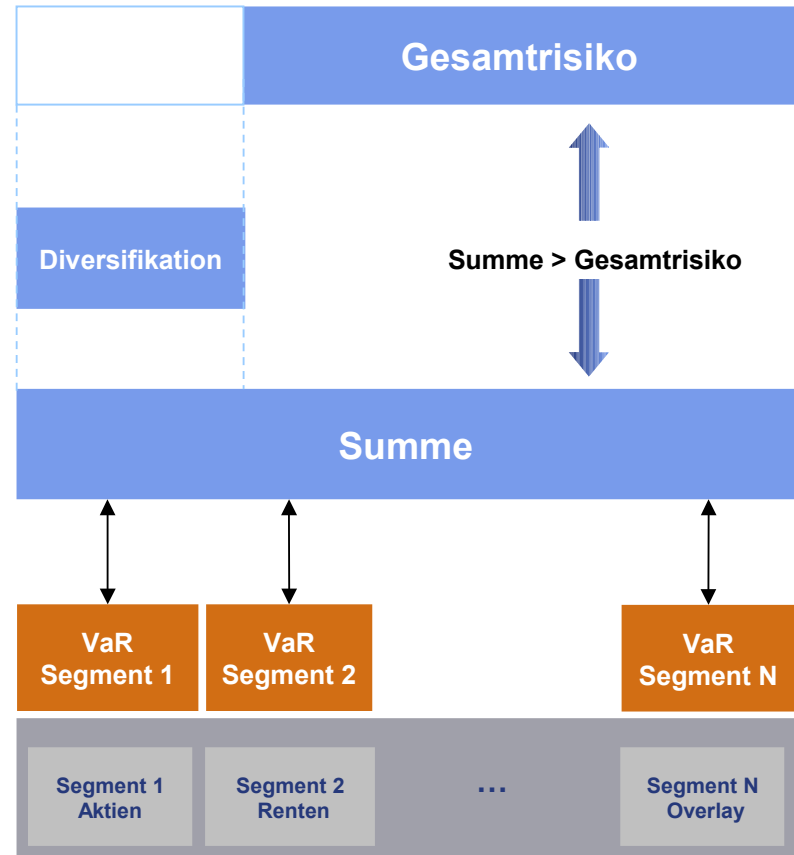 Gesamtrisiko
Diversifikation
Summe > Gesamtrisiko
Summe
VaR
Segment 1
VaR
Segment 2
VaR
Segment N
Segment 1
Aktien
Segment 2
Renten
...
Segment N
Overlay